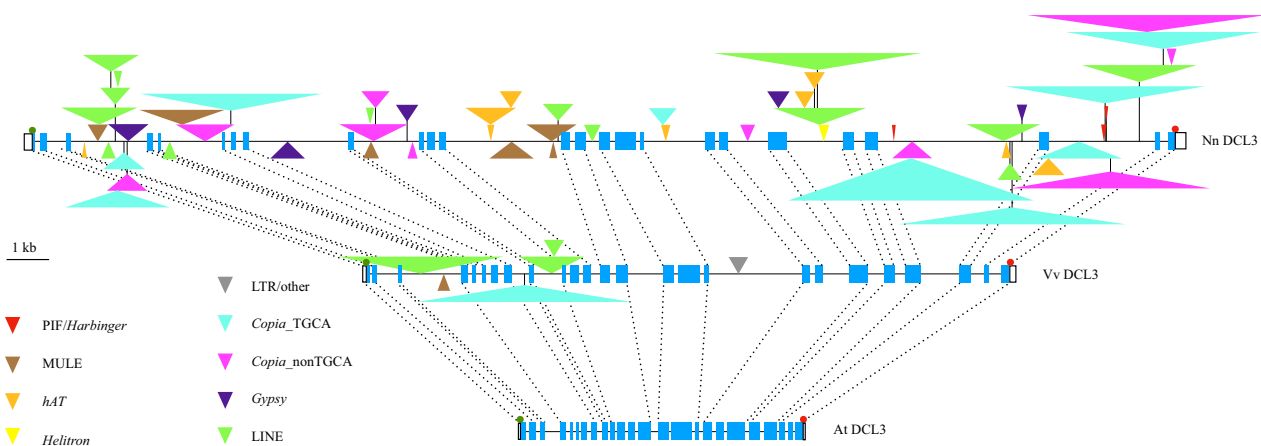 Nn DCL3
1 kb
Vv DCL3
LTR/other
PIF/Harbinger
Copia_TGCA
MULE
Copia_nonTGCA
hAT
Gypsy
Helitron
LINE
At DCL3